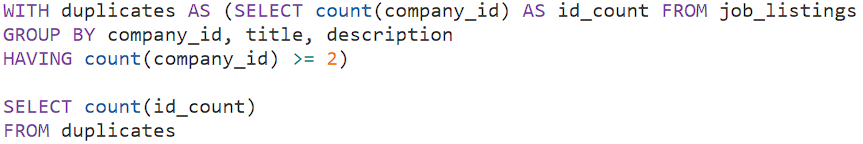 WITH duplicates AS (SELECT count(company_id) AS id_count FROM job_listings
GROUP BY company_id, title, description
HAVING count(company_id) >= 2)
SELECT count(id_count)
FROM duplicates